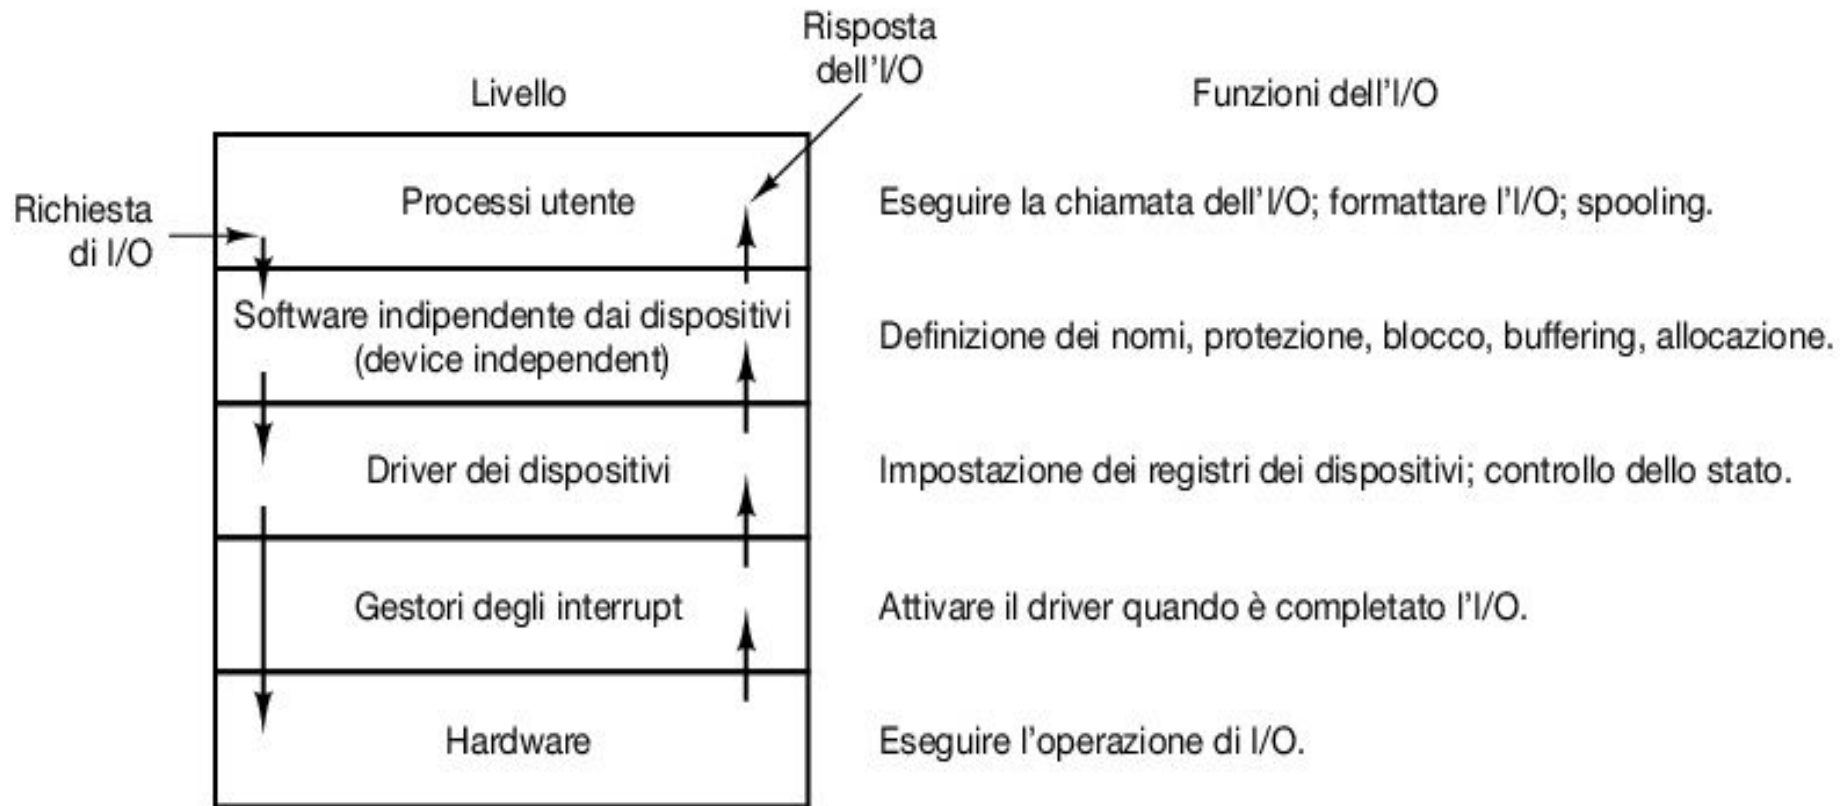 Risposta
dell'I/O
Livello
Funzioni dell'I/O
Richiesta
di I/O
Processi utente
Eseguire la chiamata dell'I/O; formattare l'I/O; spooling.
Software indipendente dai dispositivi
(device independent)
Definizione dei nomi, protezione, blocco, buffering, allocazione.
Driver dei dispositivi
Impostazione dei registri dei dispositivi; controllo dello stato.
Gestori degli interrupt
Attivare il driver quando è completato l'I/O.
Hardware
Eseguire l'operazione di I/O.